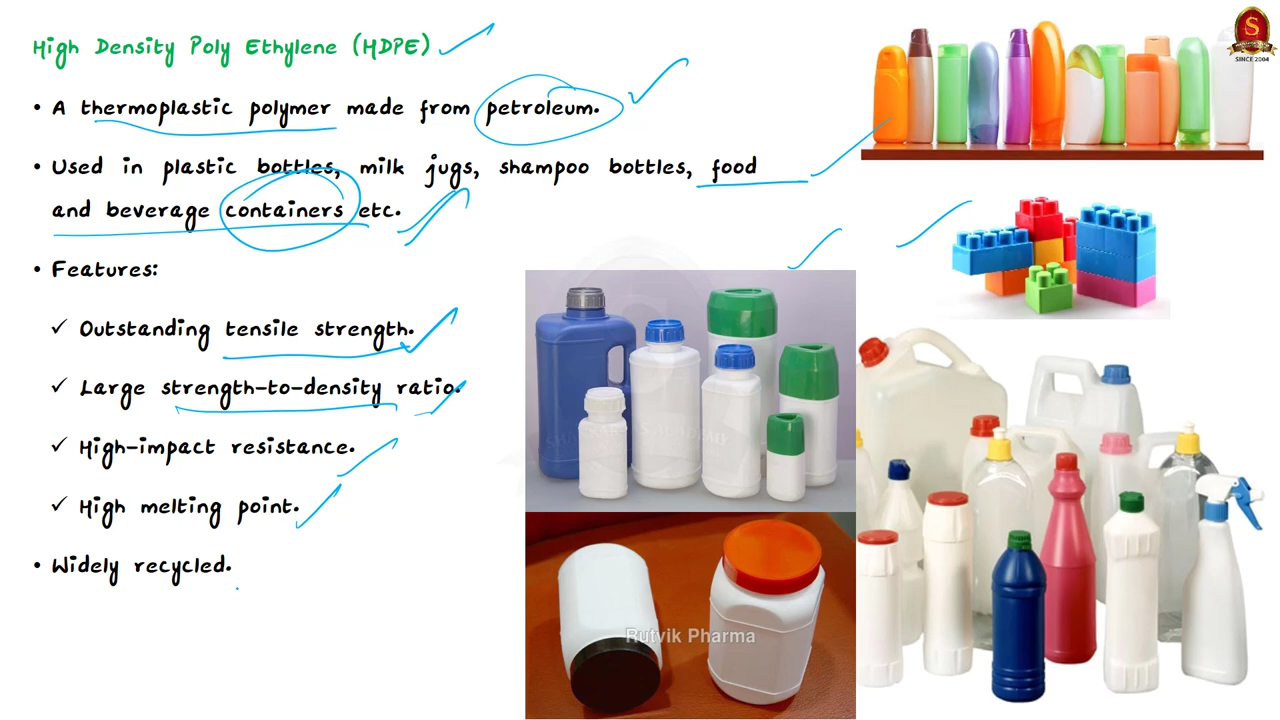 High Density Poly Ethylene (HDPE)
• A thermoplastic polymer made from petroleum.
• Used in plastic bottles, milk jugs, shampoo bottles, food
and beverage containers etc.
• Features:
✓ Outstanding tensile strength.
✓ Large strength-to-density ratio.
✓ High-impact resistance.
✓ High melting point.
• Widely recycled.
S
SINCE 2004
Rutvik Pharma